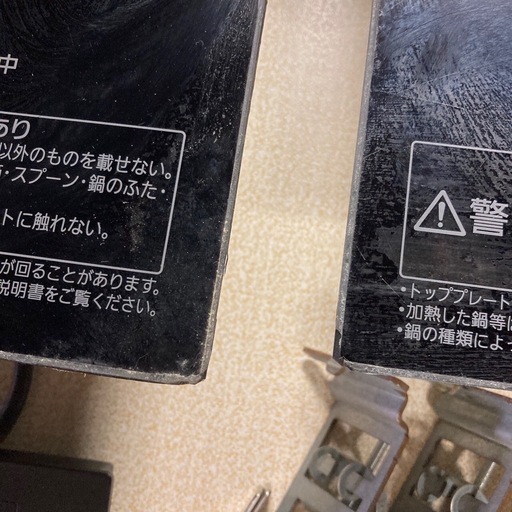 中
あり
以外のものを載せない。
・スプーン・鍋のふた・
トに触れない。
が回ることがあります。
説明書をご覧ください。
警
・トッププレート
・加熱した鍋等
・鍋の種類によっ